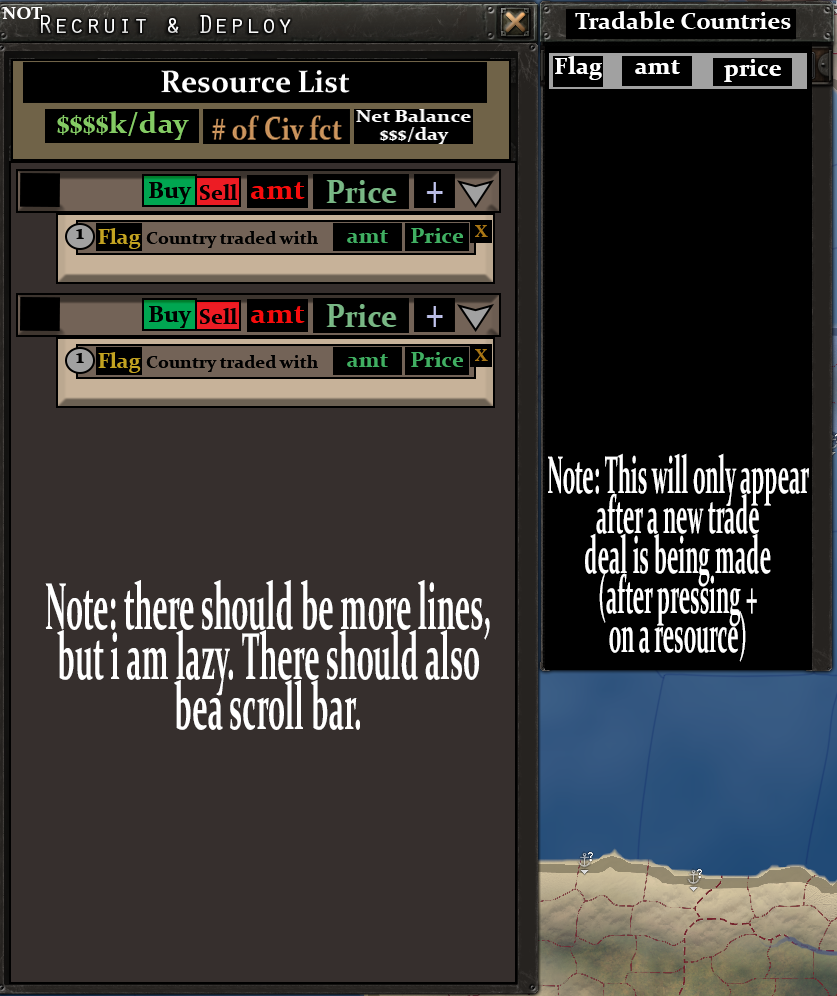 NOT
RECRUIT & DEPLOY
Resource List
$$$$k/day # of Civ fct Net Balance
$$$/day
Buy Sell amt Price +
1 Flag Country traded with amt Price X
Buy Sell amt Price +
1 Flag Country traded with amt Price X
Note: there should be more lines,
but i am lazy. There should also
bea scroll bar.
Tradable Countries
Flag amt price
Note: This will only appear
after a new trade
deal is being made
(after pressing +
on a resource)
?
?